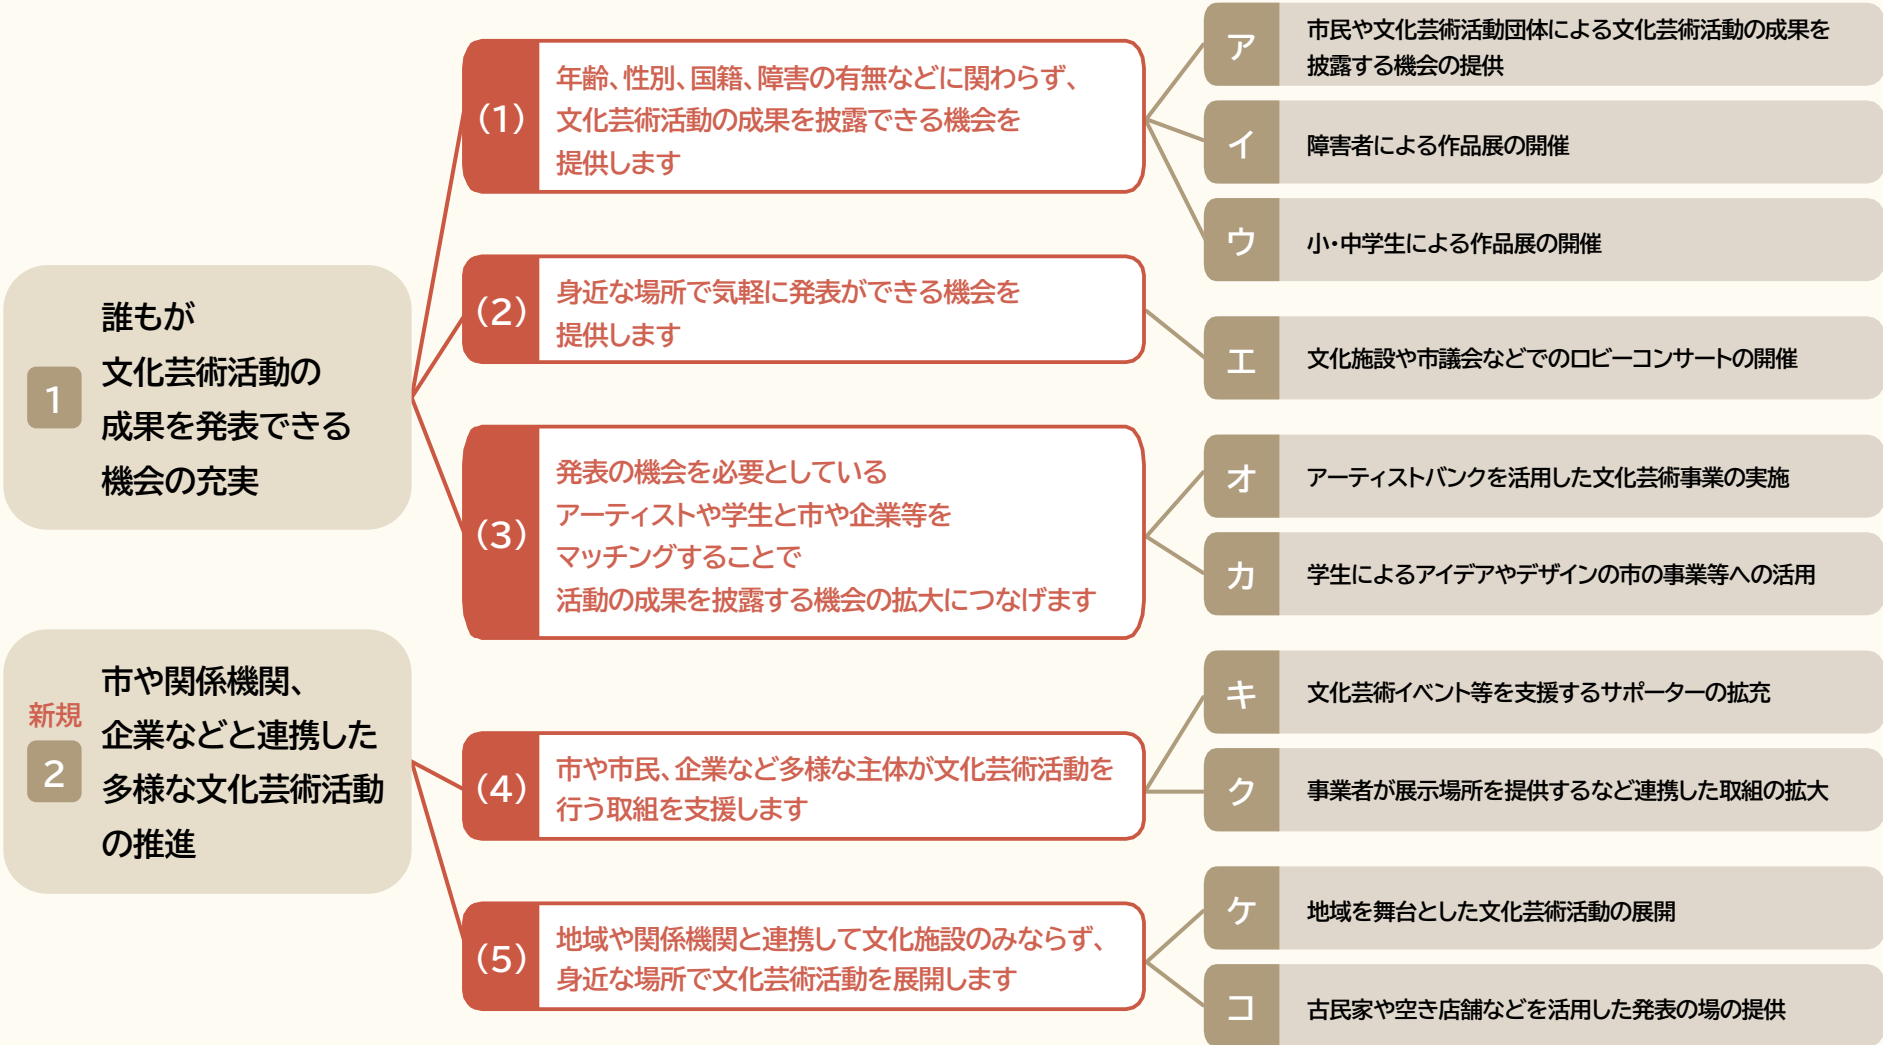 1
誰もが
文化芸術活動の
成果を発表できる
機会の充実
(1)
年齢、性別、国籍、障害の有無などに関わらず、
文化芸術活動の成果を披露できる機会を
提供します
ア
市民や文化芸術活動団体による文化芸術活動の成果を
披露する機会の提供
イ
障害者による作品展の開催
ウ
小・中学生による作品展の開催
(2)
身近な場所で気軽に発表ができる機会を
提供します
エ
文化施設や市議会などでのロビーコンサートの開催
(3)
発表の機会を必要としている
アーティストや学生と市や企業等を
マッチングすることで
活動の成果を披露する機会の拡大につなげます
オ
アーティストバンクを活用した文化芸術事業の実施
カ
学生によるアイデアやデザインの市の事業等への活用
新規
2
市や関係機関、
企業などと連携した
多様な文化芸術活動
の推進
(4)
市や市民、企業など多様な主体が文化芸術活動を
行う取組を支援します
キ
文化芸術イベント等を支援するサポーターの拡充
ク
事業者が展示場所を提供するなど連携した取組の拡大
(5)
地域や関係機関と連携して文化施設のみならず、
身近な場所で文化芸術活動を展開します
ケ
地域を舞台とした文化芸術活動の展開
コ
古民家や空き店舗などを活用した発表の場の提供